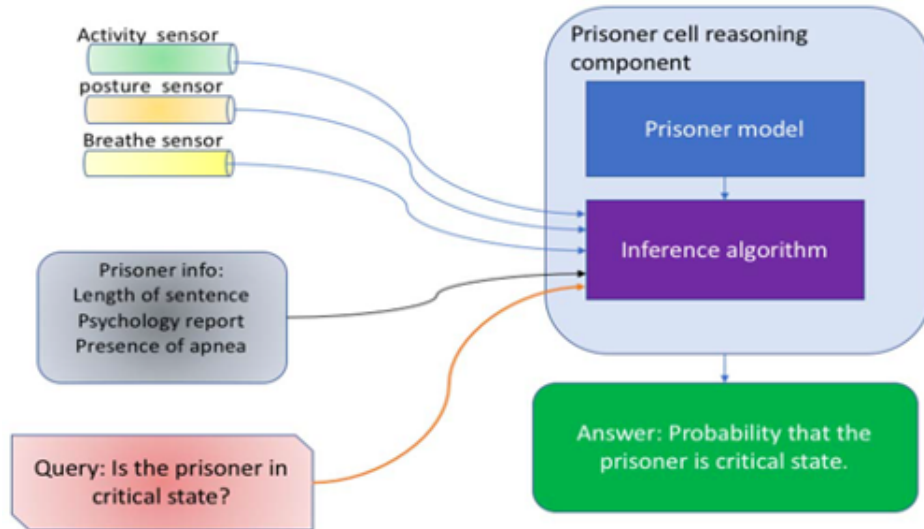 Activity sensor
posture sensor
Breathe sensor
Prisoner info:
Length of sentence
Psychology report
Presence of apnea
Query: Is the prisoner in
critical state?
Prisoner cell reasoning
component
Prisoner model
Inference algorithm
Answer: Probability that the
prisoner is critical state.